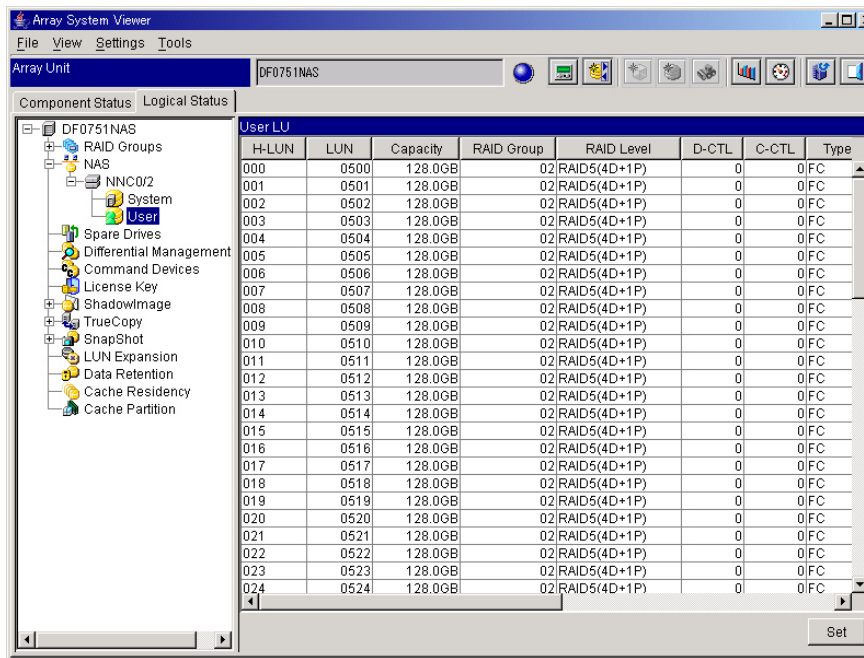 Array System Viewer
File View Settings Tools
Array Unit DF0751NAS
Component Status Logical Status
DF0751NAS
RAID Groups
NAS
NNC0/2
System
User
Spare Drives
Differential Management
Command Devices
License Key
ShadowImage
TrueCopy
SnapShot
LUN Expansion
Data Retention
Cache Residency
Cache Partition
User LU
H-LUN LUN Capacity RAID Group RAID Level D-CTL C-CTL Type
000 0500 128.0GB 02 RAID5(4D+1P) 0 0 FC
001 0501 128.0GB 02 RAID5(4D+1P) 0 0 FC
002 0502 128.0GB 02 RAID5(4D+1P) 0 0 FC
003 0503 128.0GB 02 RAID5(4D+1P) 0 0 FC
004 0504 128.0GB 02 RAID5(4D+1P) 0 0 FC
005 0505 128.0GB 02 RAID5(4D+1P) 0 0 FC
006 0506 128.0GB 02 RAID5(4D+1P) 0 0 FC
007 0507 128.0GB 02 RAID5(4D+1P) 0 0 FC
008 0508 128.0GB 02 RAID5(4D+1P) 0 0 FC
009 0509 128.0GB 02 RAID5(4D+1P) 0 0 FC
010 0510 128.0GB 02 RAID5(4D+1P) 0 0 FC
011 0511 128.0GB 02 RAID5(4D+1P) 0 0 FC
012 0512 128.0GB 02 RAID5(4D+1P) 0 0 FC
013 0513 128.0GB 02 RAID5(4D+1P) 0 0 FC
014 0514 128.0GB 02 RAID5(4D+1P) 0 0 FC
015 0515 128.0GB 02 RAID5(4D+1P) 0 0 FC
016 0516 128.0GB 02 RAID5(4D+1P) 0 0 FC
017 0517 128.0GB 02 RAID5(4D+1P) 0 0 FC
018 0518 128.0GB 02 RAID5(4D+1P) 0 0 FC
019 0519 128.0GB 02 RAID5(4D+1P) 0 0 FC
020 0520 128.0GB 02 RAID5(4D+1P) 0 0 FC
021 0521 128.0GB 02 RAID5(4D+1P) 0 0 FC
022 0522 128.0GB 02 RAID5(4D+1P) 0 0 FC
023 0523 128.0GB 02 RAID5(4D+1P) 0 0 FC
024 0524 128.0GB 02 RAID5(4D+1P) 0 0 FC
Set